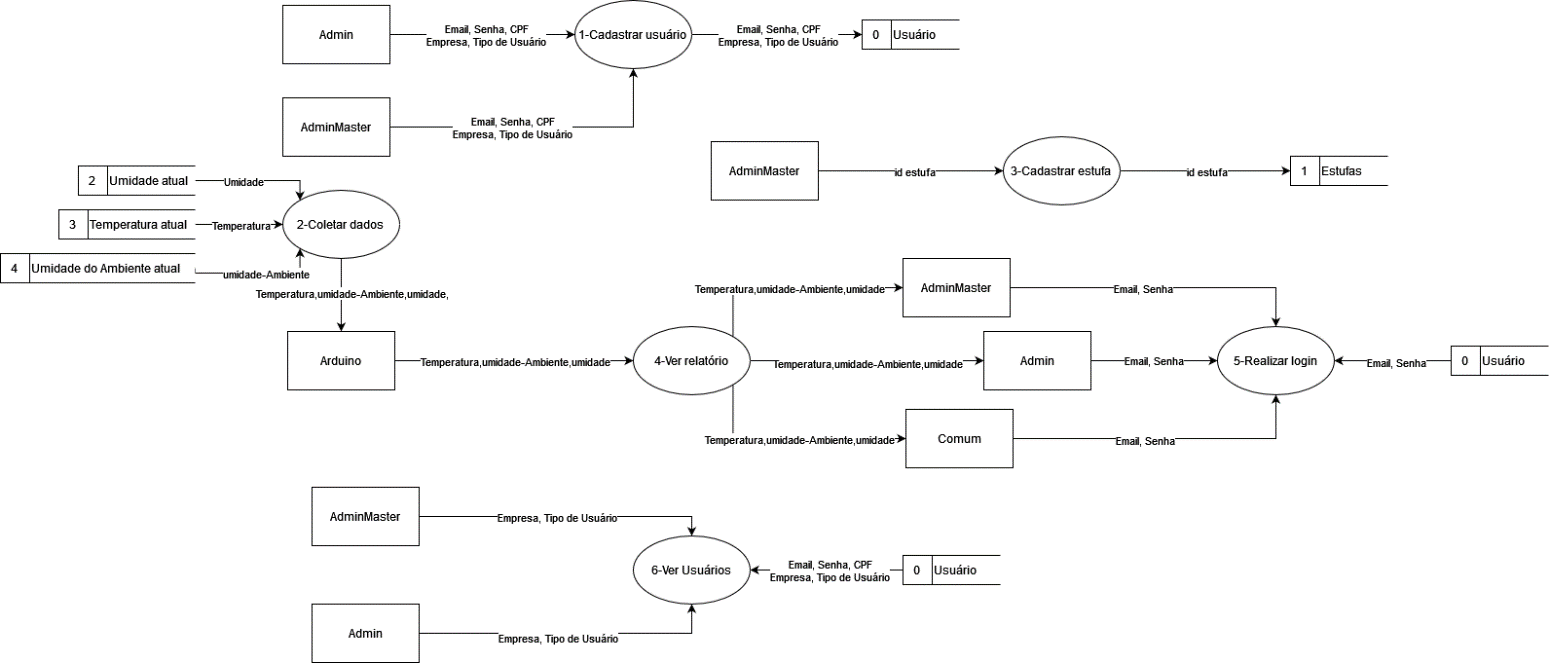 Admin
Email, Senha, CPF
Empresa, Tipo de Usuário
1-Cadastrar usuário
Email, Senha, CPF
Empresa, Tipo de Usuário
0 Usuário
AdminMaster
Email, Senha, CPF
Empresa, Tipo de Usuário
AdminMaster
id estufa
3-Cadastrar estufa
id estufa
1 Estufas
2 Umidade atual
Umidade
3 Temperatura atual
Temperatura
2-Coletar dados
4 Umidade do Ambiente atual
umidade-Ambiente
Temperatura,umidade-Ambiente,umidade,
Arduino
Temperatura,umidade-Ambiente,umidade
4-Ver relatório
Temperatura,umidade-Ambiente,umidade
AdminMaster
Email, Senha
Temperatura,umidade-Ambiente,umidade
Admin
Email, Senha
5-Realizar login
Email, Senha
0 Usuário
Temperatura,umidade-Ambiente,umidade
Comum
Email, Senha
AdminMaster
Empresa, Tipo de Usuário
6-Ver Usuários
Email, Senha, CPF
Empresa, Tipo de Usuário
0 Usuário
Admin
Empresa, Tipo de Usuário